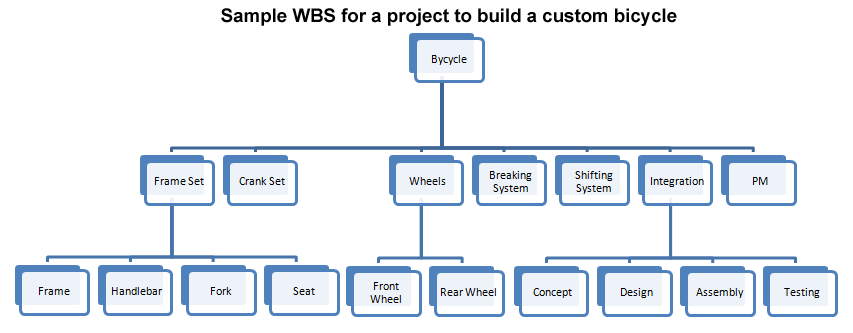 Sample WBS for a project to build a custom bicycle
Bycycle
Frame Set
Crank Set
Wheels
Breaking
System
Shifting
System
Integration
PM
Frame
Handlebar
Fork
Seat
Front
Wheel
Rear Wheel
Concept
Design
Assembly
Testing